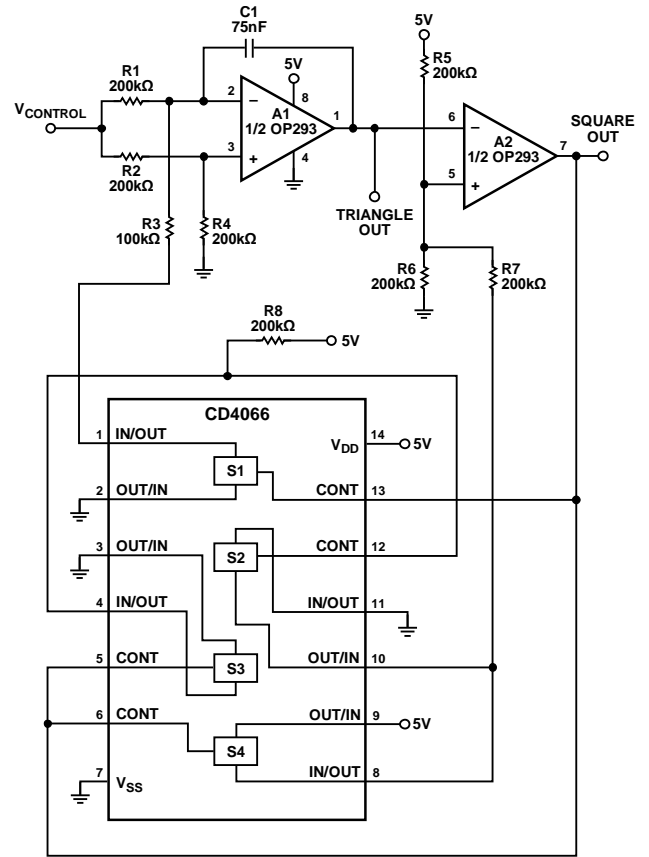 C1
75nF
5V
R5
200kΩ
R1
200kΩ
5V
V CONTROL
2
8
−
A1
1/2 OP293
1
6
−
A2
1/2 OP293
7
SQUARE
OUT
3
+
4
5
+
R2
200kΩ
TRIANGLE
OUT
R3
100kΩ
R4
200kΩ
R6
200kΩ
R7
200kΩ
R8
200kΩ
5V
CD4066
1
IN/OUT
VDD
14
5V
S1
2
OUT/IN
CONT
13
3
OUT/IN
S2
CONT
12
4
IN/OUT
IN/OUT
11
5
CONT
S3
OUT/IN
10
6
CONT
OUT/IN
9
5V
S4
7
VSS
IN/OUT
8